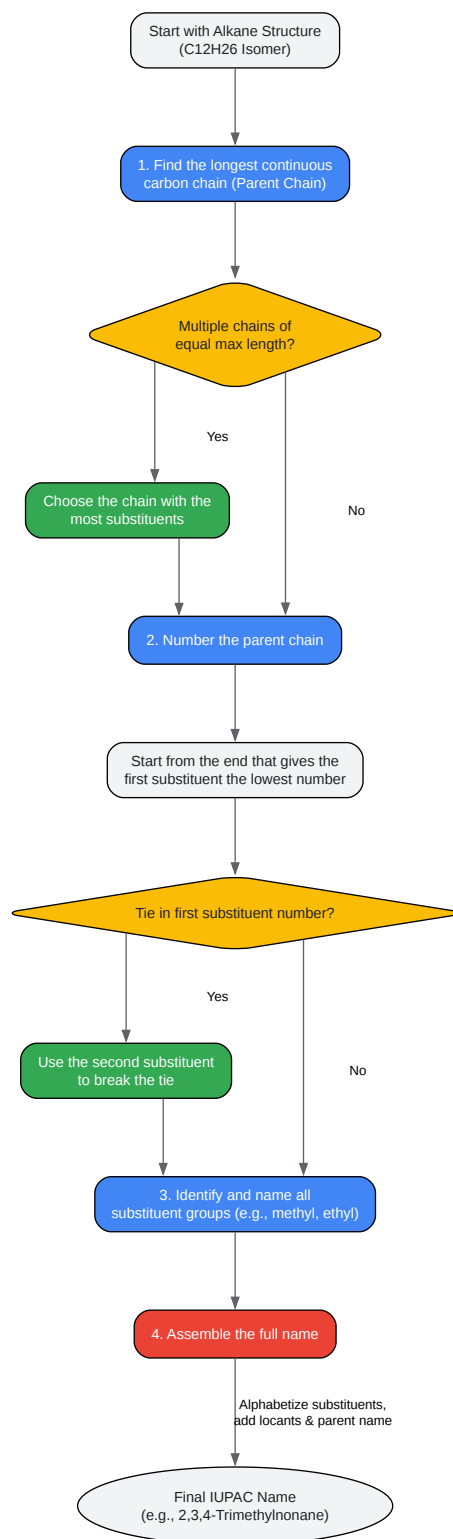 Start with Alkane Structure
(C12H26 Isomer)
1. Find the longest continuous
carbon chain (Parent Chain)
Multiple chains of
equal max length?
Yes
Choose the chain with the
most substituents
No
2. Number the parent chain
Start from the end that gives the
first substituent the lowest number
Tie in first substituent number?
Yes
Use the second substituent
to break the tie
No
3. Identify and name all
substituent groups (e.g., methyl, ethyl)
4. Assemble the full name
Alphabetize substituents,
add locants & parent name
Final IUPAC Name
(e.g., 2,3,4-Trimethylnonane)